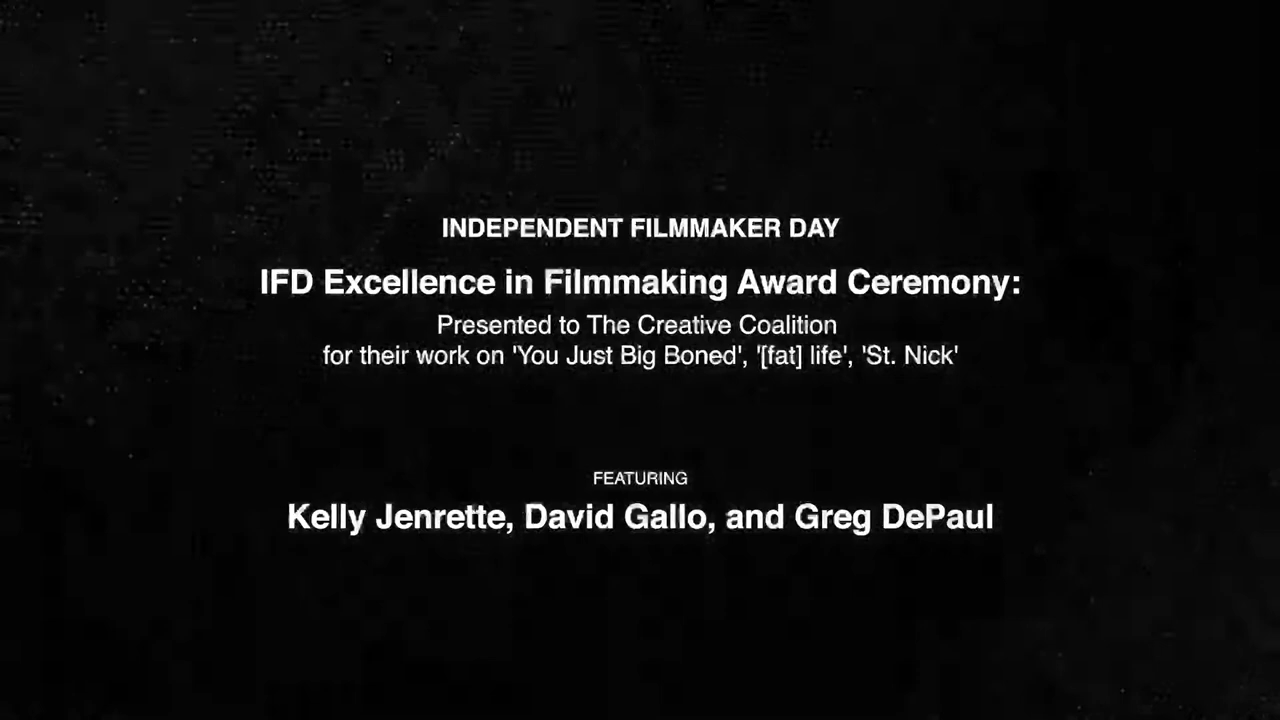 INDEPENDENT FILMMAKER DAY
IFD Excellence in Filmmaking Award Ceremony:
Presented to The Creative Coalition
for their work on 'You Just Big Boned', '[fat] life', 'St. Nick'
FEATURING
Kelly Jenrette, David Gallo, and Greg DePaul